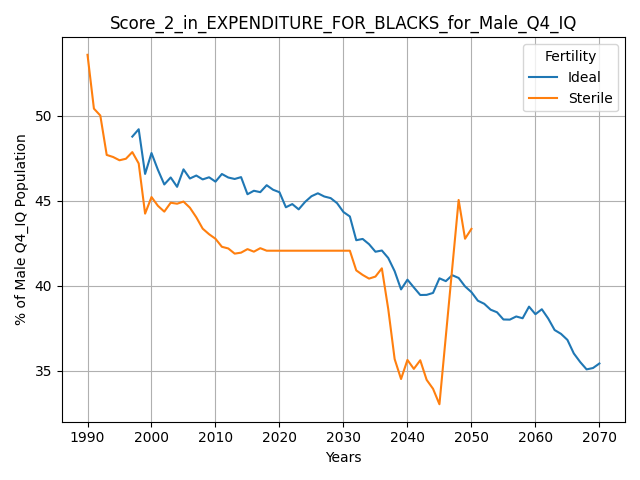 Score_2_in_EXPENDITURE_FOR_BLACKS_for_Male_Q4_IQ
Fertility
Ideal
Sterile
% of Male Q4_IQ Population
50
45
40
35
1990 2000 2010 2020 2030 2040 2050 2060 2070
Years